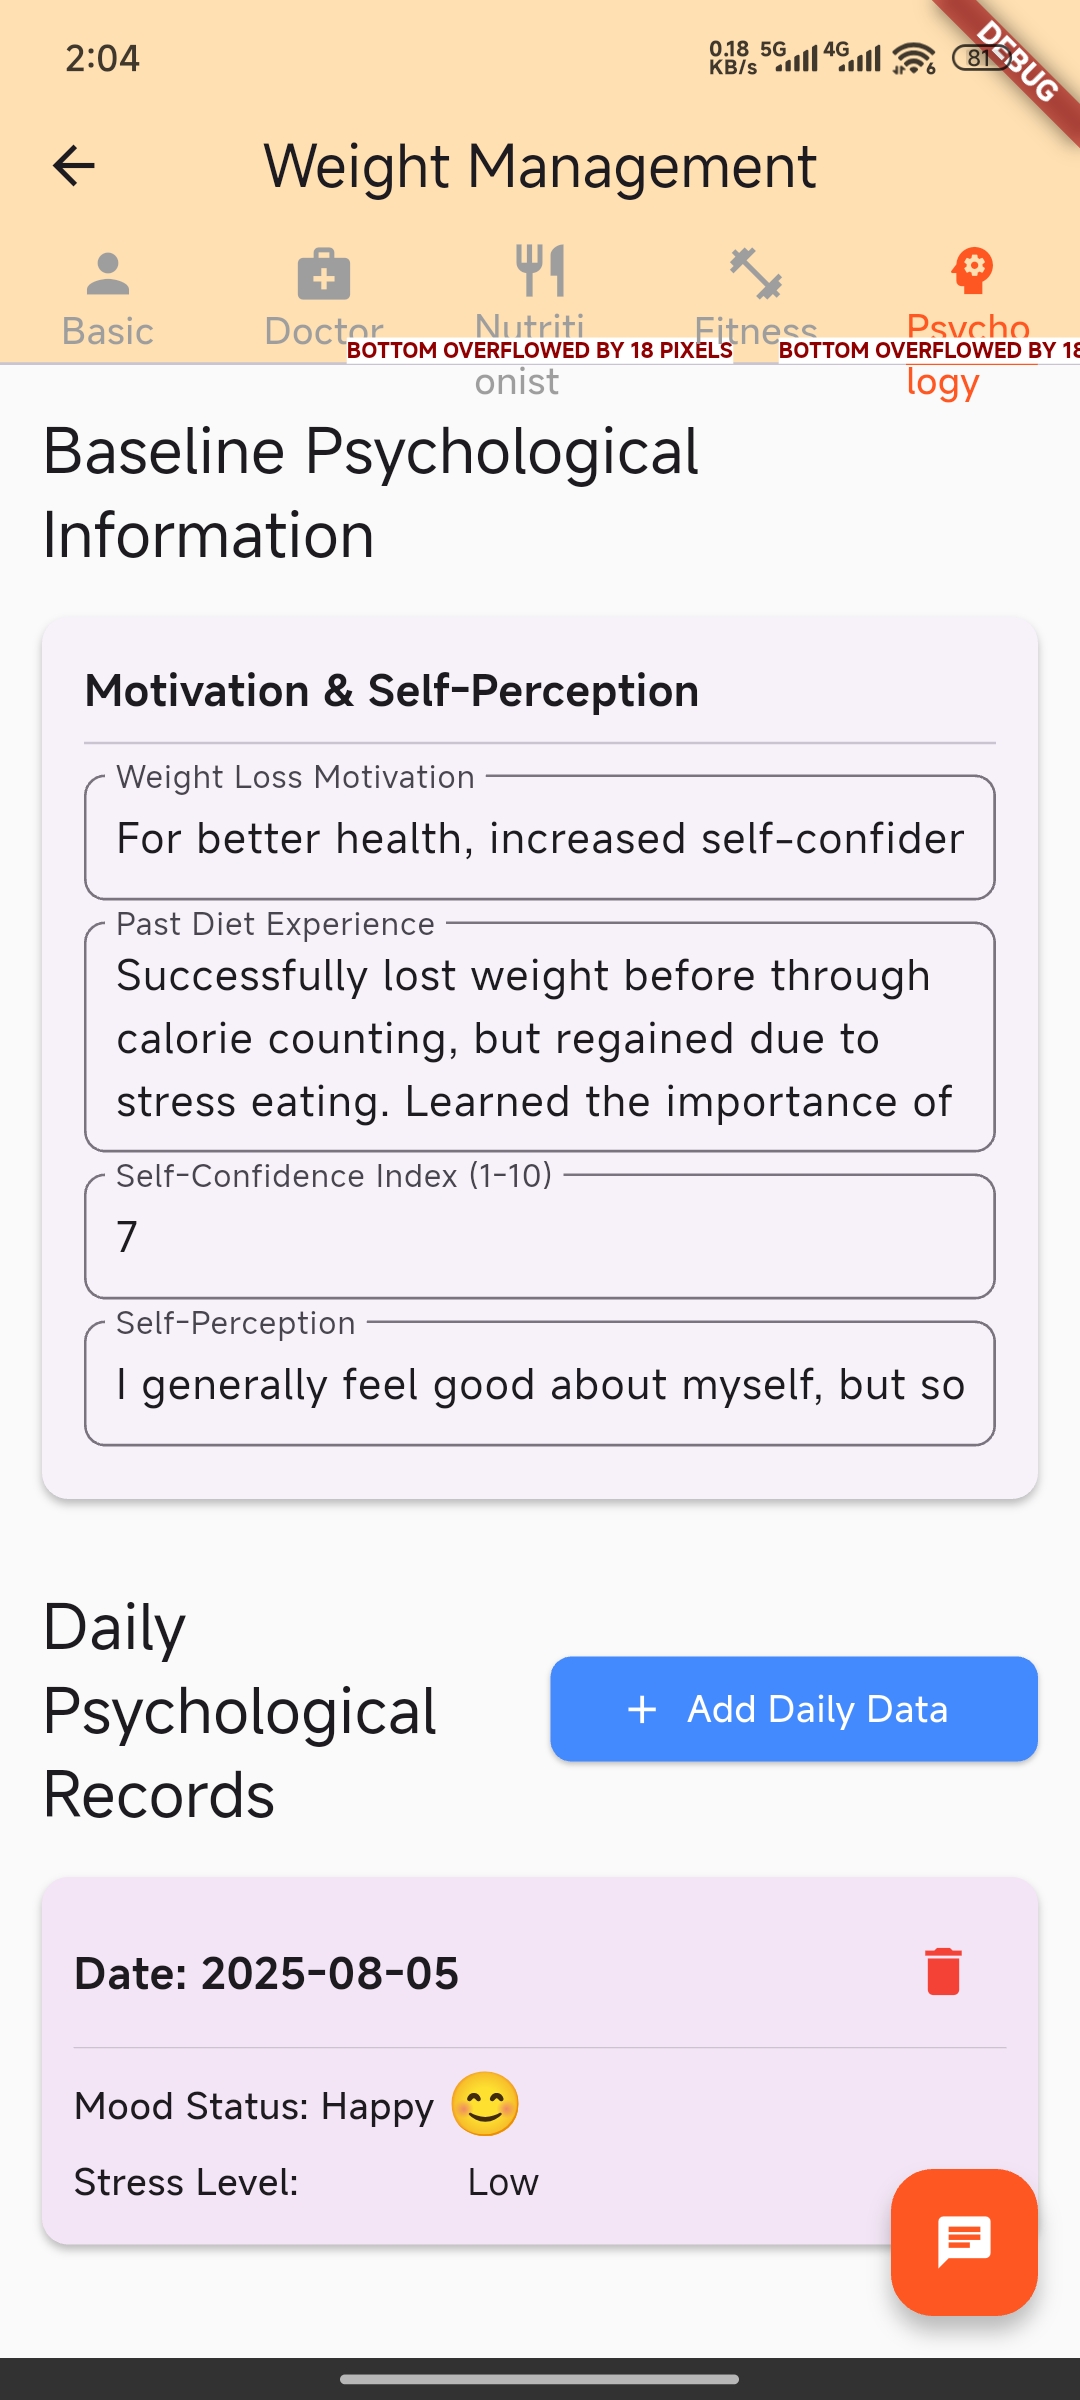 2:04
0.18 KB/s 5G 4G 6 81
DEBUG
Weight Management
Basic
Doctor
Nutriti
onist
Fitness
Psycho
logy
BOTTOM OVERFLOWED BY 18 PIXELS
BOTTOM OVERFLOWED BY 18
Baseline Psychological
Information
Motivation & Self-Perception
Weight Loss Motivation
For better health, increased self-confider
Past Diet Experience
Successfully lost weight before through
calorie counting, but regained due to
stress eating. Learned the importance of
Self-Confidence Index (1-10)
7
Self-Perception
I generally feel good about myself, but so
Daily
Psychological
Records
+ Add Daily Data
Date: 2025-08-05
Mood Status: Happy 😊
Stress Level: Low